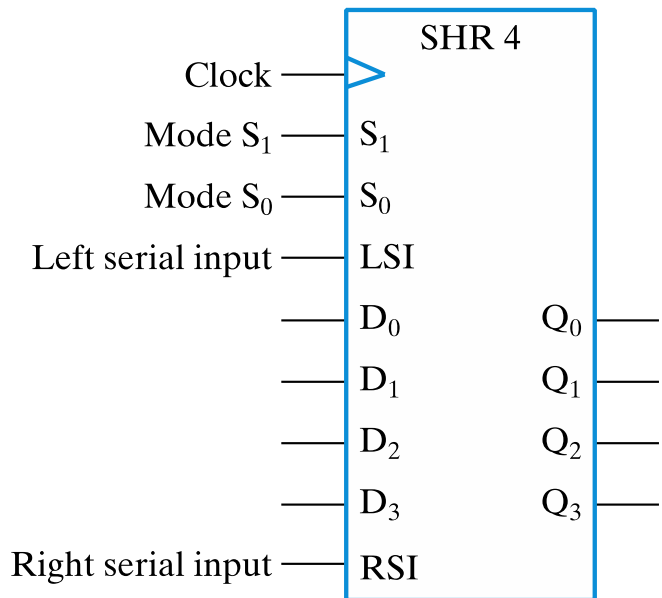 SHR 4
Clock
Mode S₁ S₁
Mode S₀ S₀
Left serial input LSI
D₀ Q₀
D₁ Q₁
D₂ Q₂
D₃ Q₃
Right serial input RSI